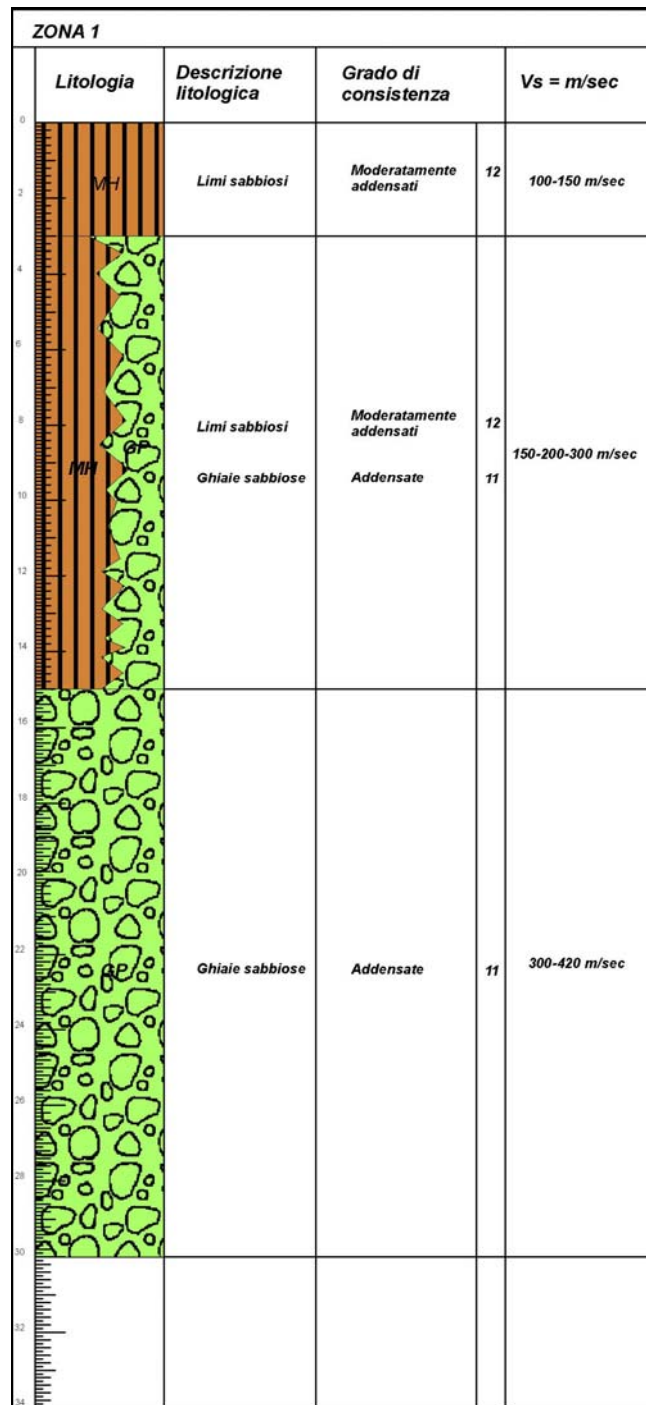 ZONA 1
Litologia
Descrizione
litologica
Grado di
consistenza
Vs = m/sec
0
MH
Limi sabbiosi
Moderatamente
addensati
12
100-150 m/sec
2
4
6
8
Limi sabbiosi
Moderatamente
addensati
12
GP
MH
150-200-300 m/sec
Ghiaie sabbiose
Addensate
11
10
12
14
16
18
20
22
GP
Ghiaie sabbiose
Addensate
11
300-420 m/sec
24
26
28
30
32
34